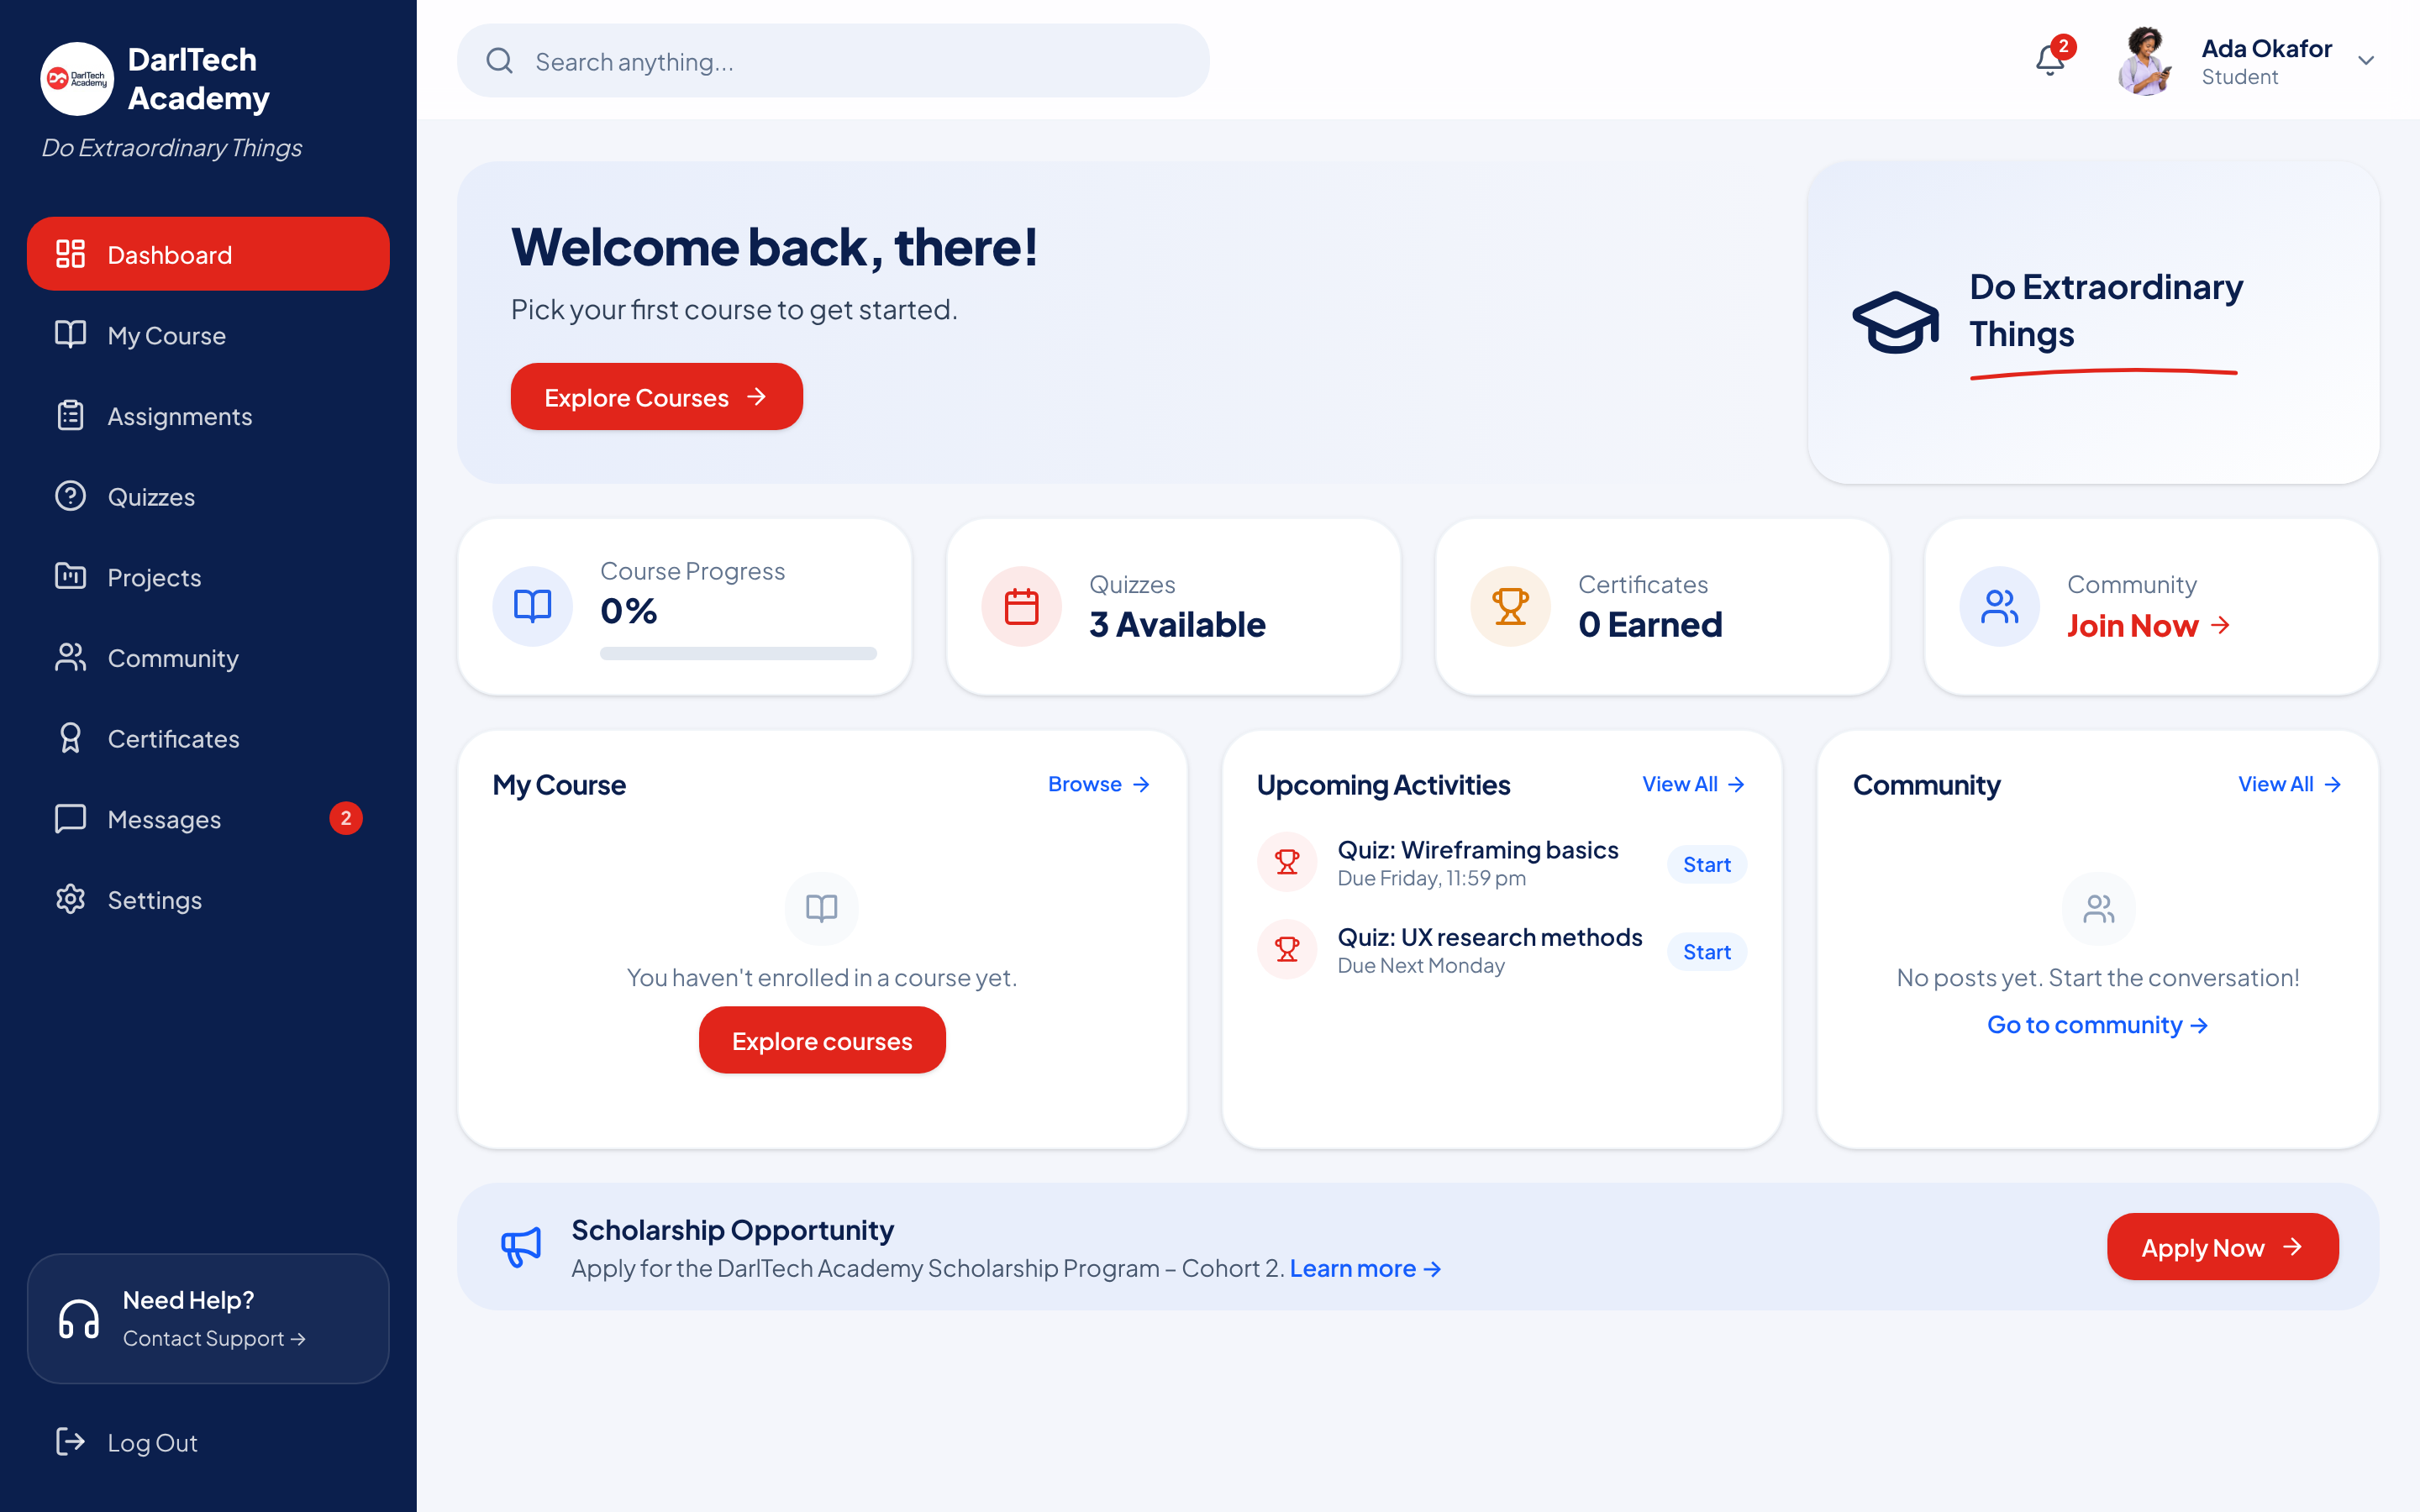 DarlTech
Academy
DarlTech
Academy
Do Extraordinary Things
Dashboard
My Course
Assignments
Quizzes
Projects
Community
Certificates
Messages
2
Settings
Need Help?
Contact Support →
Log Out
Search anything...
2
Ada Okafor
Student
Welcome back, there!
Pick your first course to get started.
Explore Courses →
Do Extraordinary
Things
Course Progress
0%
Quizzes
3 Available
Certificates
0 Earned
Community
Join Now →
My Course
Browse →
You haven't enrolled in a course yet.
Explore courses
Upcoming Activities
View All →
Quiz: Wireframing basics
Due Friday, 11:59 pm
Start
Quiz: UX research methods
Due Next Monday
Start
Community
View All →
No posts yet. Start the conversation!
Go to community →
Scholarship Opportunity
Apply for the DarlTech Academy Scholarship Program – Cohort 2. Learn more →
Apply Now →